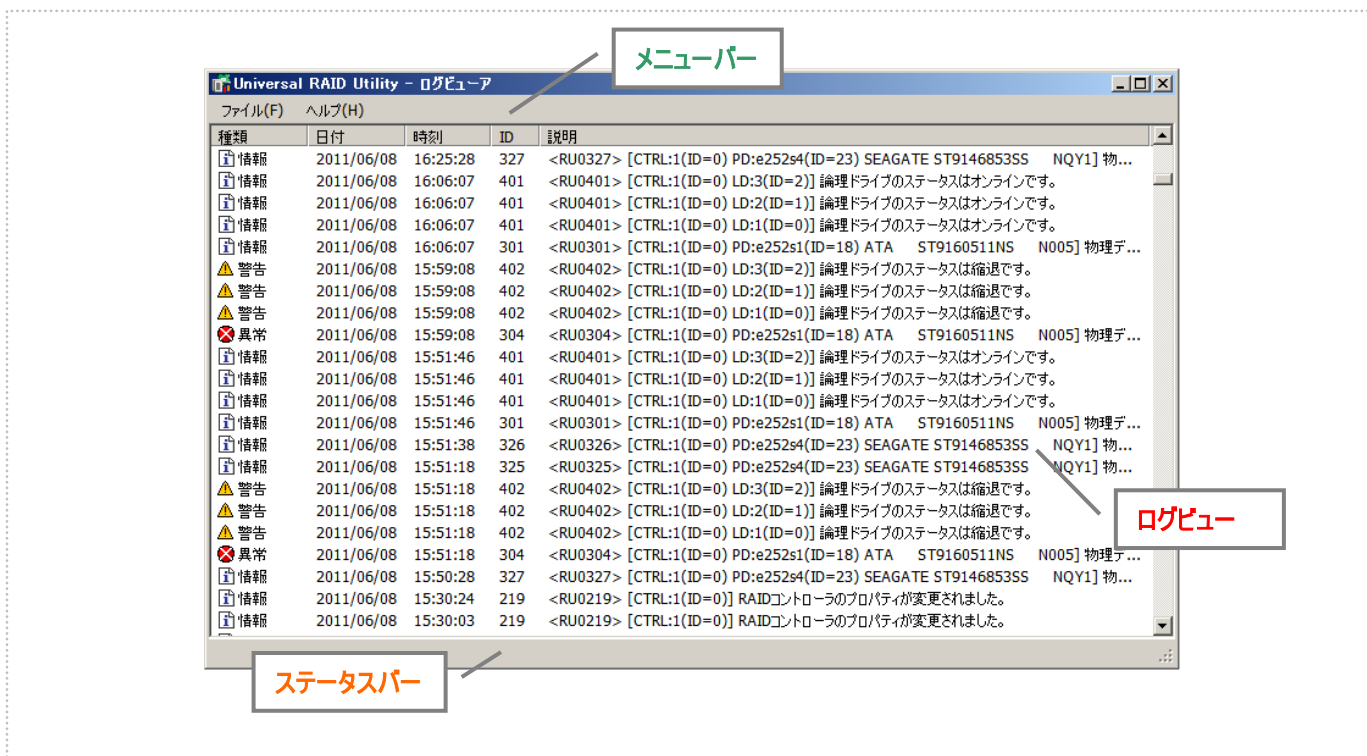 メニューバー
Universal RAID Utility - ログビューア
ファイル(F) ヘルプ(H)
種類 日付 時刻 ID 説明
情報 2011/06/08 16:25:28 327 <RU0327> [CTRL:1(ID=0) PD:e252s4(ID=23) SEAGATE ST9146853SS NQY1] 物...
情報 2011/06/08 16:06:07 401 <RU0401> [CTRL:1(ID=0) LD:3(ID=2)] 論理ドライブのステータスはオンラインです。
情報 2011/06/08 16:06:07 401 <RU0401> [CTRL:1(ID=0) LD:2(ID=1)] 論理ドライブのステータスはオンラインです。
情報 2011/06/08 16:06:07 401 <RU0401> [CTRL:1(ID=0) LD:1(ID=0)] 論理ドライブのステータスはオンラインです。
情報 2011/06/08 16:06:07 301 <RU0301> [CTRL:1(ID=0) PD:e252s1(ID=18) ATA ST9160511NS N005] 物理デ...
警告 2011/06/08 15:59:08 402 <RU0402> [CTRL:1(ID=0) LD:3(ID=2)] 論理ドライブのステータスは縮退です。
警告 2011/06/08 15:59:08 402 <RU0402> [CTRL:1(ID=0) LD:2(ID=1)] 論理ドライブのステータスは縮退です。
警告 2011/06/08 15:59:08 402 <RU0402> [CTRL:1(ID=0) LD:1(ID=0)] 論理ドライブのステータスは縮退です。
異常 2011/06/08 15:59:08 304 <RU0304> [CTRL:1(ID=0) PD:e252s1(ID=18) ATA ST9160511NS N005] 物理デ...
情報 2011/06/08 15:51:46 401 <RU0401> [CTRL:1(ID=0) LD:3(ID=2)] 論理ドライブのステータスはオンラインです。
情報 2011/06/08 15:51:46 401 <RU0401> [CTRL:1(ID=0) LD:2(ID=1)] 論理ドライブのステータスはオンラインです。
情報 2011/06/08 15:51:46 401 <RU0401> [CTRL:1(ID=0) LD:1(ID=0)] 論理ドライブのステータスはオンラインです。
情報 2011/06/08 15:51:46 301 <RU0301> [CTRL:1(ID=0) PD:e252s1(ID=18) ATA ST9160511NS N005] 物理デ...
情報 2011/06/08 15:51:38 326 <RU0326> [CTRL:1(ID=0) PD:e252s4(ID=23) SEAGATE ST9146853SS NQY1] 物...
情報 2011/06/08 15:51:18 325 <RU0325> [CTRL:1(ID=0) PD:e252s4(ID=23) SEAGATE ST9146853SS NQY1] 物...
警告 2011/06/08 15:51:18 402 <RU0402> [CTRL:1(ID=0) LD:3(ID=2)] 論理ドライブのステータスは縮退です。
警告 2011/06/08 15:51:18 402 <RU0402> [CTRL:1(ID=0) LD:2(ID=1)] 論理ドライブのステータスは縮退です。
警告 2011/06/08 15:51:18 402 <RU0402> [CTRL:1(ID=0) LD:1(ID=0)] 論理ドライブのステータスは縮退です。
異常 2011/06/08 15:51:18 304 <RU0304> [CTRL:1(ID=0) PD:e252s1(ID=18) ATA ST9160511NS N005] 物理デ...
情報 2011/06/08 15:50:28 327 <RU0327> [CTRL:1(ID=0) PD:e252s4(ID=23) SEAGATE ST9146853SS NQY1] 物...
情報 2011/06/08 15:30:24 219 <RU0219> [CTRL:1(ID=0)] RAIDコントローラのプロパティが変更されました。
情報 2011/06/08 15:30:03 219 <RU0219> [CTRL:1(ID=0)] RAIDコントローラのプロパティが変更されました。
ログビュー
ステータスバー